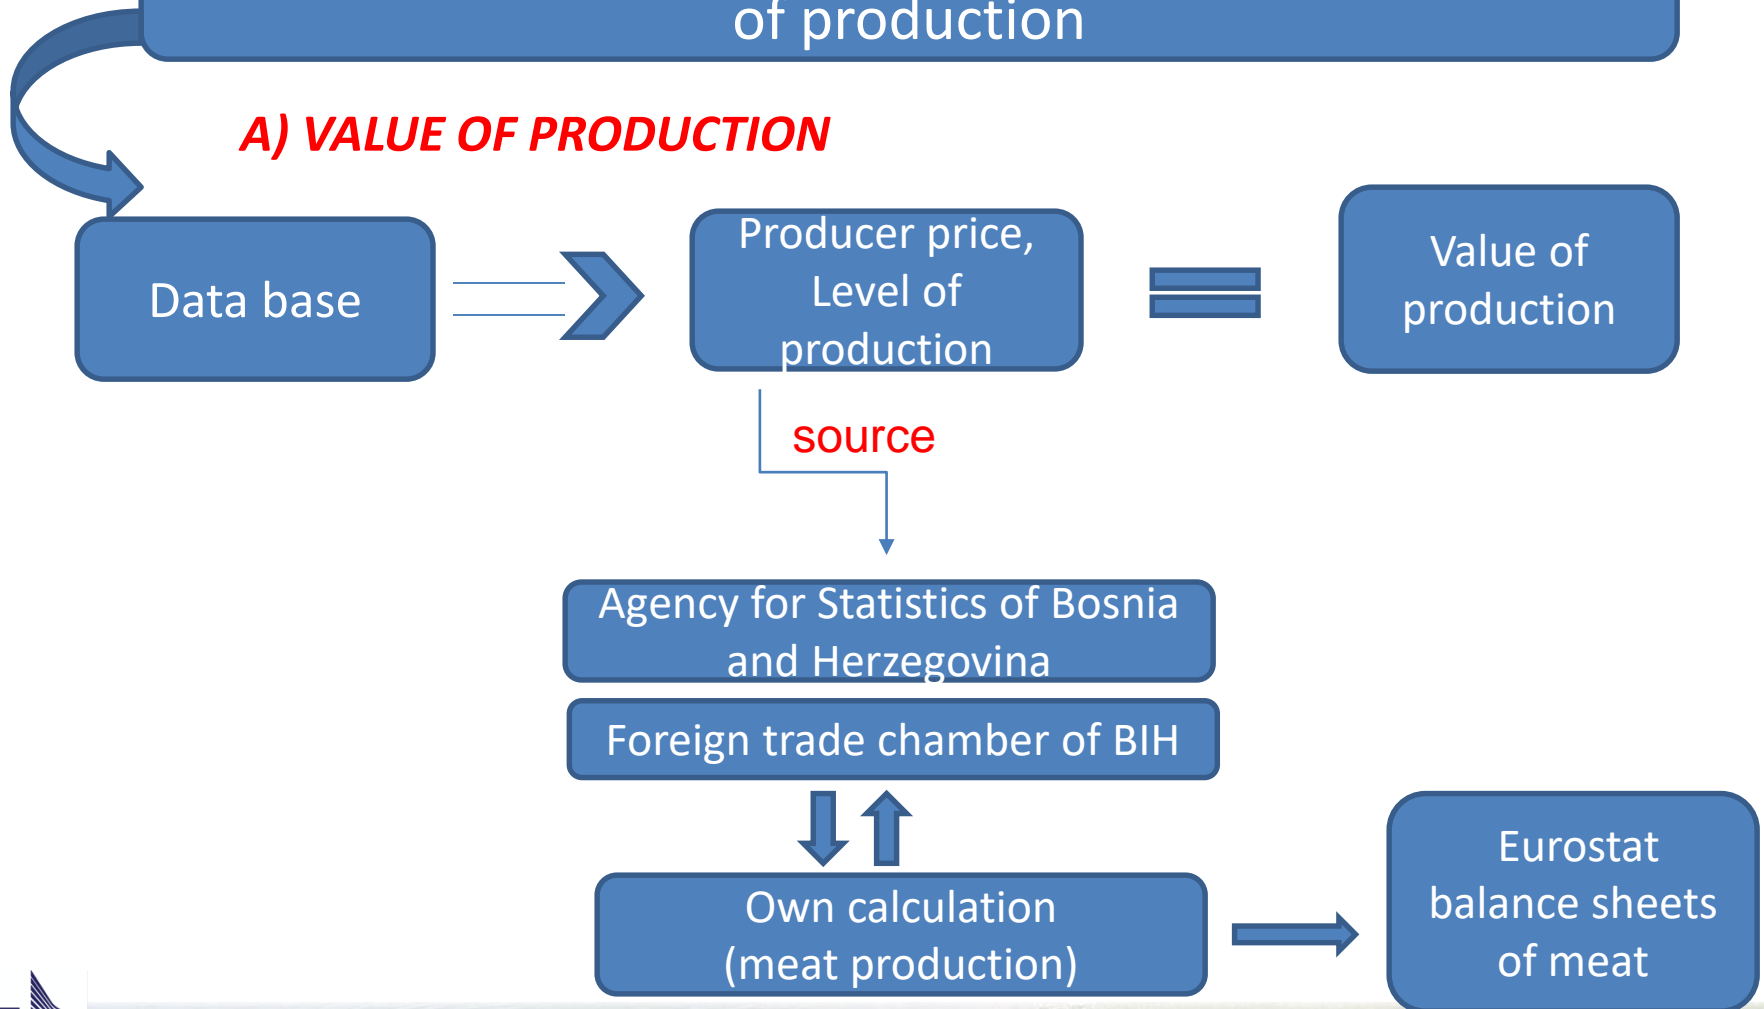 of production
A) VALUE OF PRODUCTION
Data base
Producer price,
Level of
production
Value of
production
source
Agency for Statistics of Bosnia
and Herzegovina
Foreign trade chamber of BIH
Own calculation
(meat production)
Eurostat
balance sheets
of meat